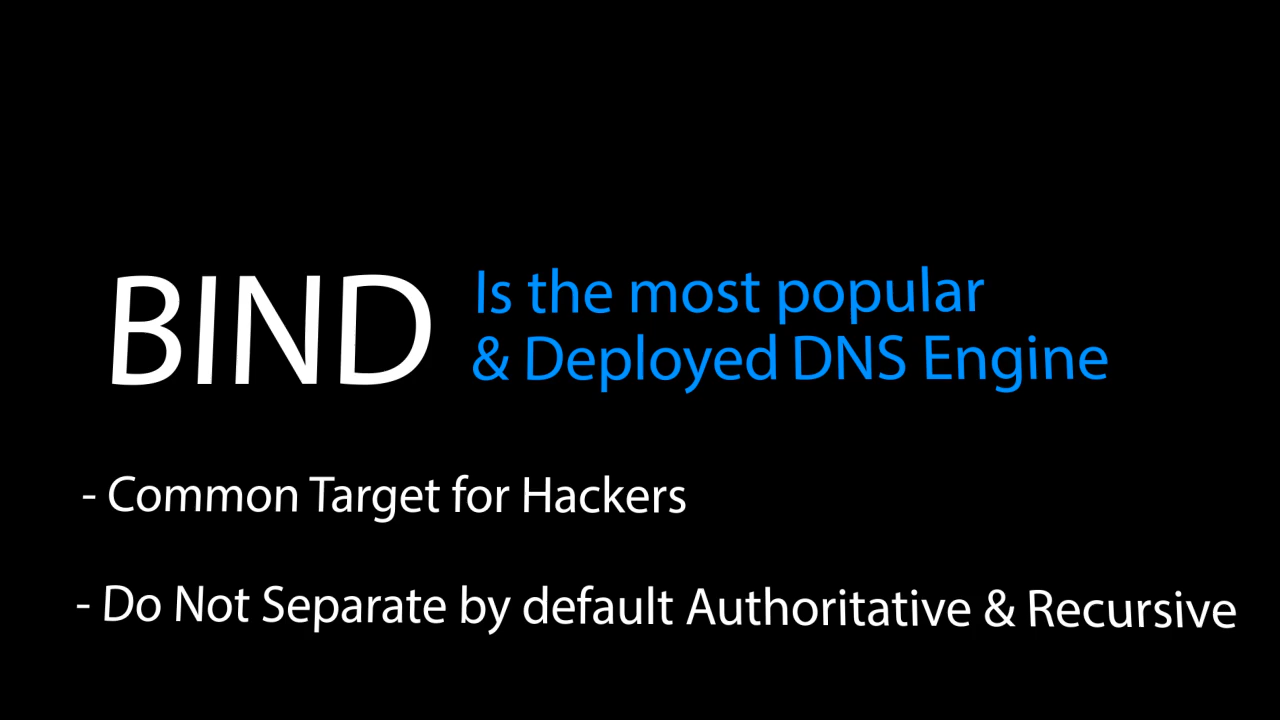 BIND
Is the most popular
& Deployed DNS Engine
- Common Target for Hackers
- Do Not Separate by default Authoritative & Recursive